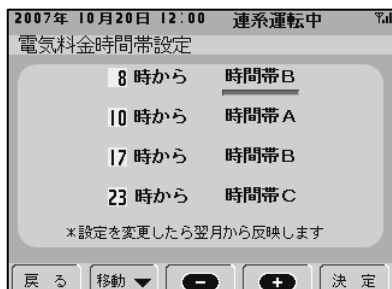 2007年 10月20日 12:00 連系運転中
電気料金時間帯設定
8 時から 時間帯B
10 時から 時間帯A
17 時から 時間帯B
23 時から 時間帯C
*設定を変更したら翌月から反映します
戻る 移動▼ − + 決定